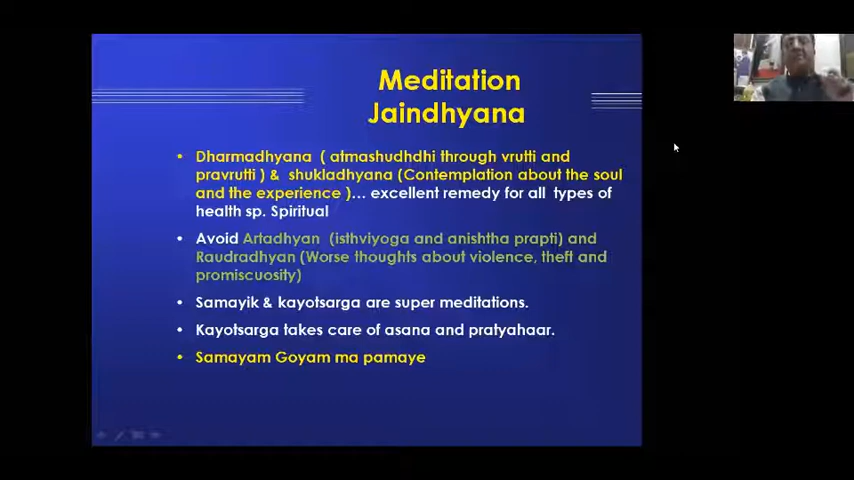 Meditation
Jaindhyana
• Dharmadhyana ( atmashudhdhi through vrutti and
pravrutti ) & shukladhyana (Contemplation about the soul
and the experience )... excellent remedy for all types of
health sp. Spiritual
• Avoid Artadhyan (isthviyoga and anishtha prapti) and
Raudradhyan (Worse thoughts about violence, theft and
promiscuosity)
• Samayik & kayotsarga are super meditations.
• Kayotsarga takes care of asana and pratyahaar.
• Samayam Goyam ma pamaye